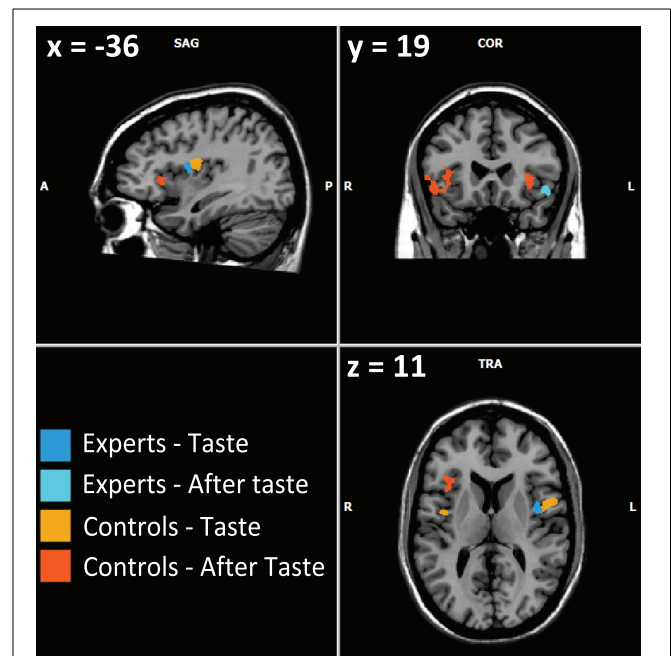 x = -36 SAG
A
P
y = 19 COR
R
L
Experts - Taste
Experts - After taste
Controls - Taste
Controls - After Taste
z = 11 TRA
R
L